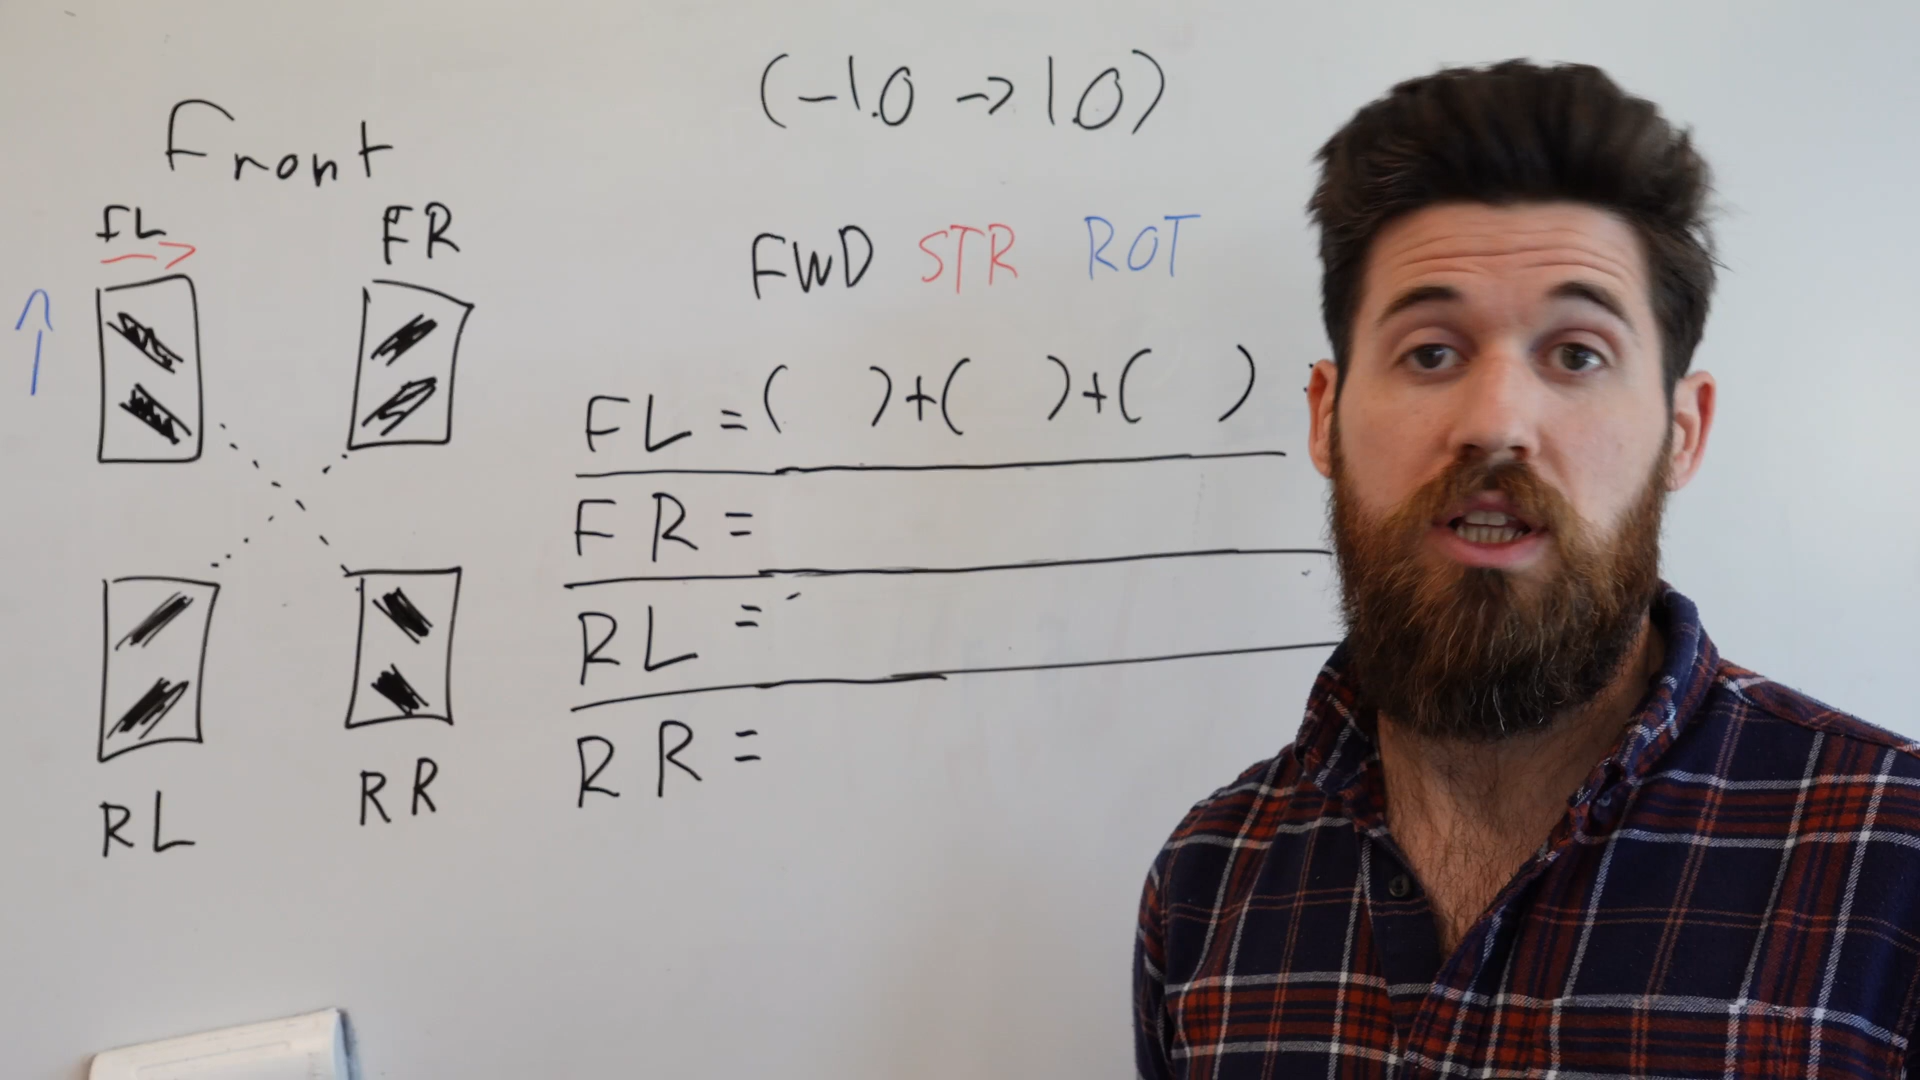 (-1.0 -> 1.0)
Front
FL FR
FWD STR ROT
FL = ( ) + ( ) + ( )
FR =
RL =
RR =
RL RR